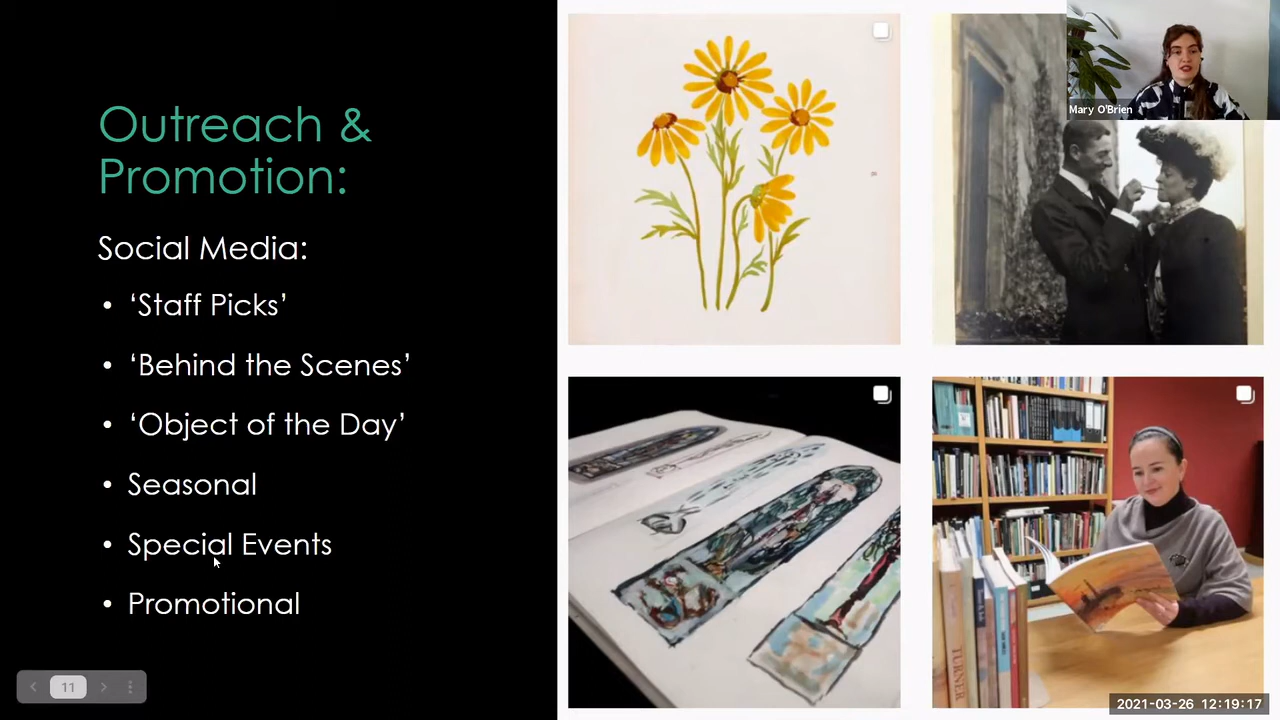 Outreach &
Promotion:
Social Media:
• ‘Staff Picks’
• ‘Behind the Scenes’
• ‘Object of the Day’
• Seasonal
• Special Events
• Promotional
11
Mary O'Brien
TURNER
2021-03-26 12:19:17